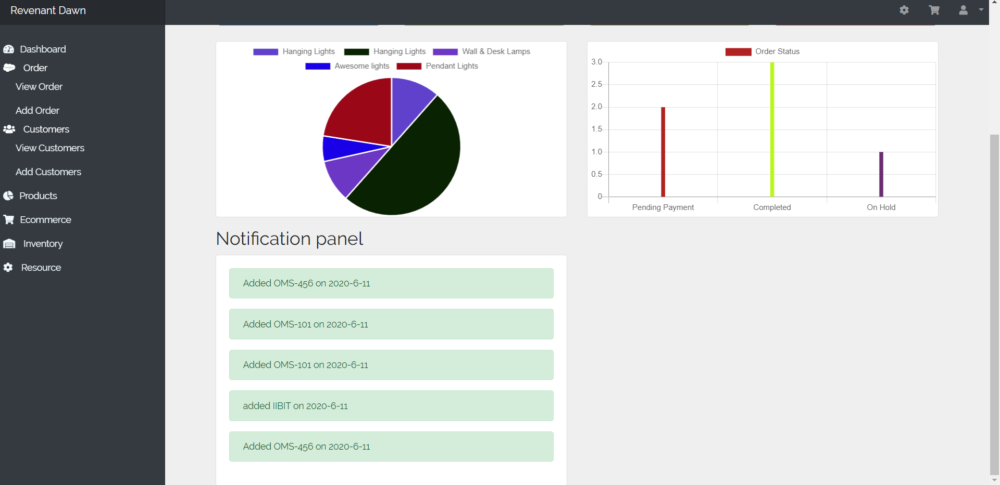 Revenant Dawn
Dashboard
Order
View Order
Add Order
Customers
View Customers
Add Customers
Products
Ecommerce
Inventory
Resource
Hanging Lights Hanging Lights Wall & Desk Lamps
Awesome lights Pendant Lights
Order Status
3.0
2.5
2.0
1.5
1.0
0.5
0
Pending Payment Completed On Hold
Notification panel
Added OMS-456 on 2020-6-11
Added OMS-101 on 2020-6-11
Added OMS-101 on 2020-6-11
added IIBIT on 2020-6-11
Added OMS-456 on 2020-6-11